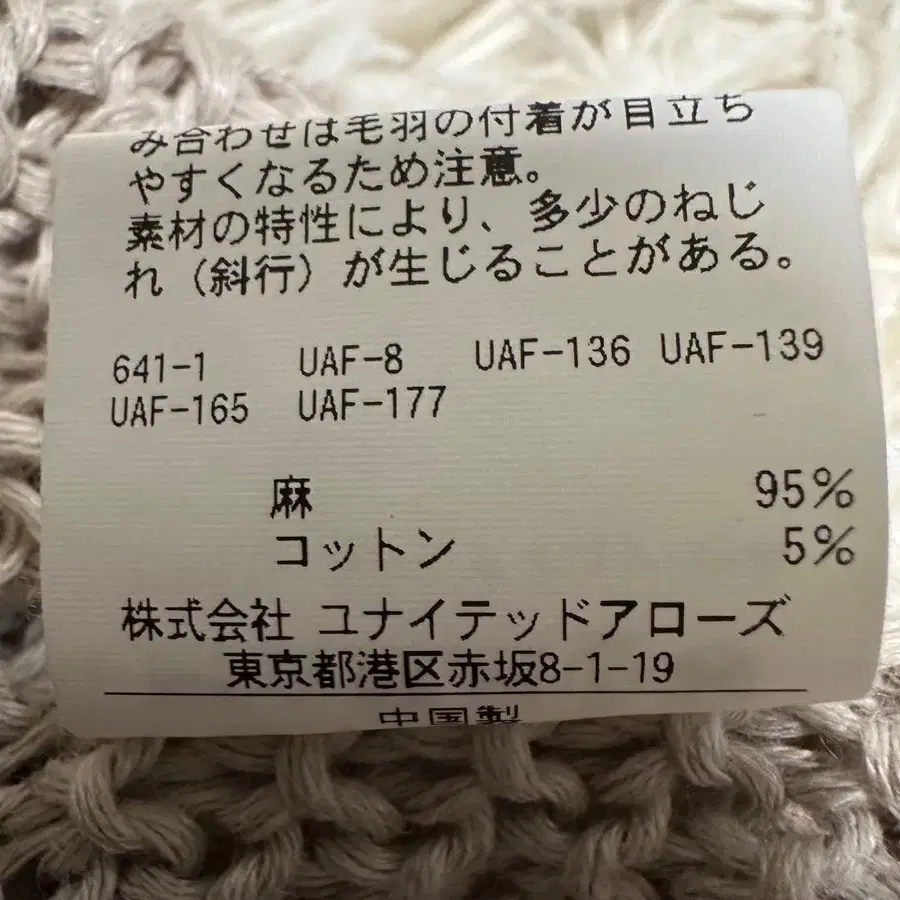 み合わせは毛羽の付着が目立ち
やすくなるため注意。
素材の特性により、多少のねじ
れ（斜行）が生じることがある。
641-1 UAF-8 UAF-136 UAF-139
UAF-165 UAF-177
麻 95%
コットン 5%
株式会社 ユナイテッドアローズ
東京都港区赤坂8-1-19
中国製